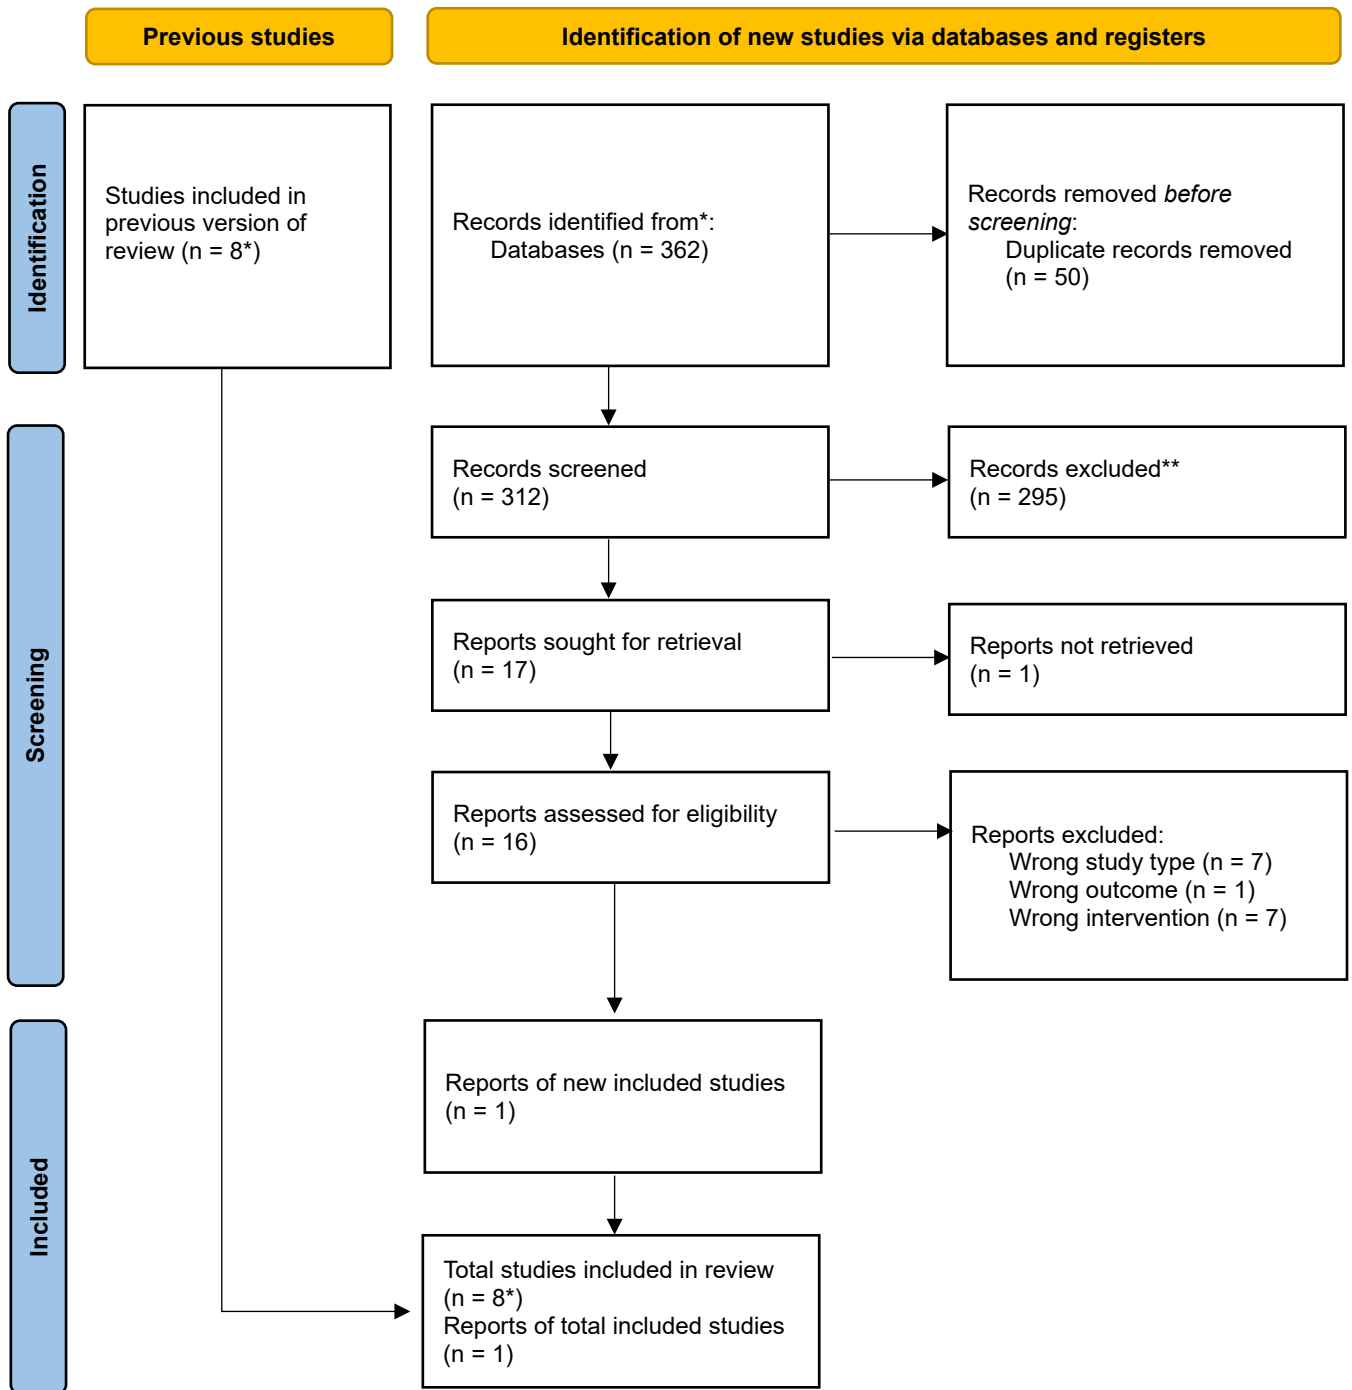 Previous studies
Identification of new studies via databases and registers
Identification
Studies included in
previous version of
review (n = 8*)
Records identified from*:
Databases (n = 362)
Records removed before
screening:
Duplicate records removed
(n = 50)
Screening
Records screened
(n = 312)
Records excluded**
(n = 295)
Reports sought for retrieval
(n = 17)
Reports not retrieved
(n = 1)
Reports assessed for eligibility
(n = 16)
Reports excluded:
Wrong study type (n = 7)
Wrong outcome (n = 1)
Wrong intervention (n = 7)
Included
Reports of new included studies
(n = 1)
Total studies included in review
(n = 8*)
Reports of total included studies
(n = 1)